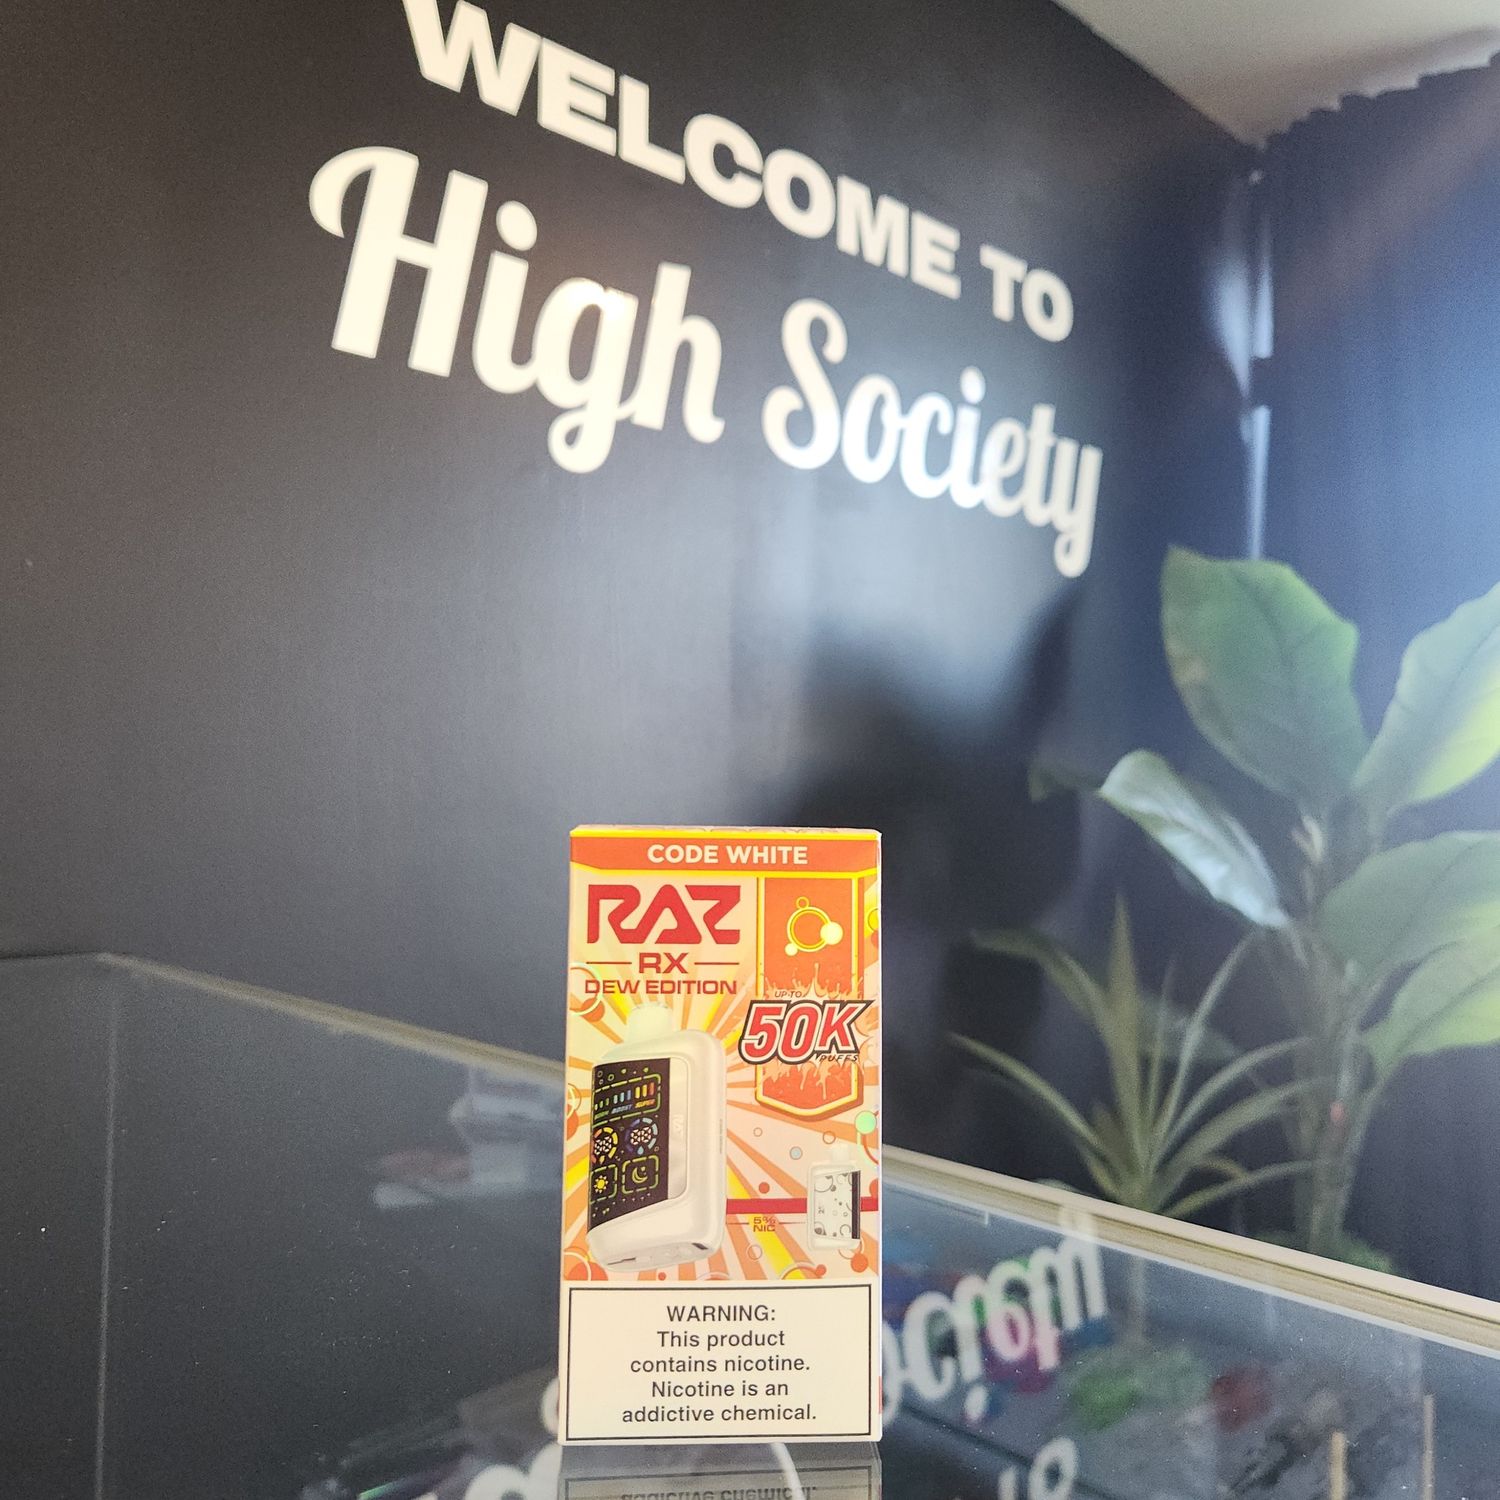 WELCOME TO
High Society
CODE WHITE
RAZ
RX
DEW EDITION
UP TO
50K
PUFFS
5%
NIC
WARNING:
This product
contains nicotine.
Nicotine is an
addictive chemical.